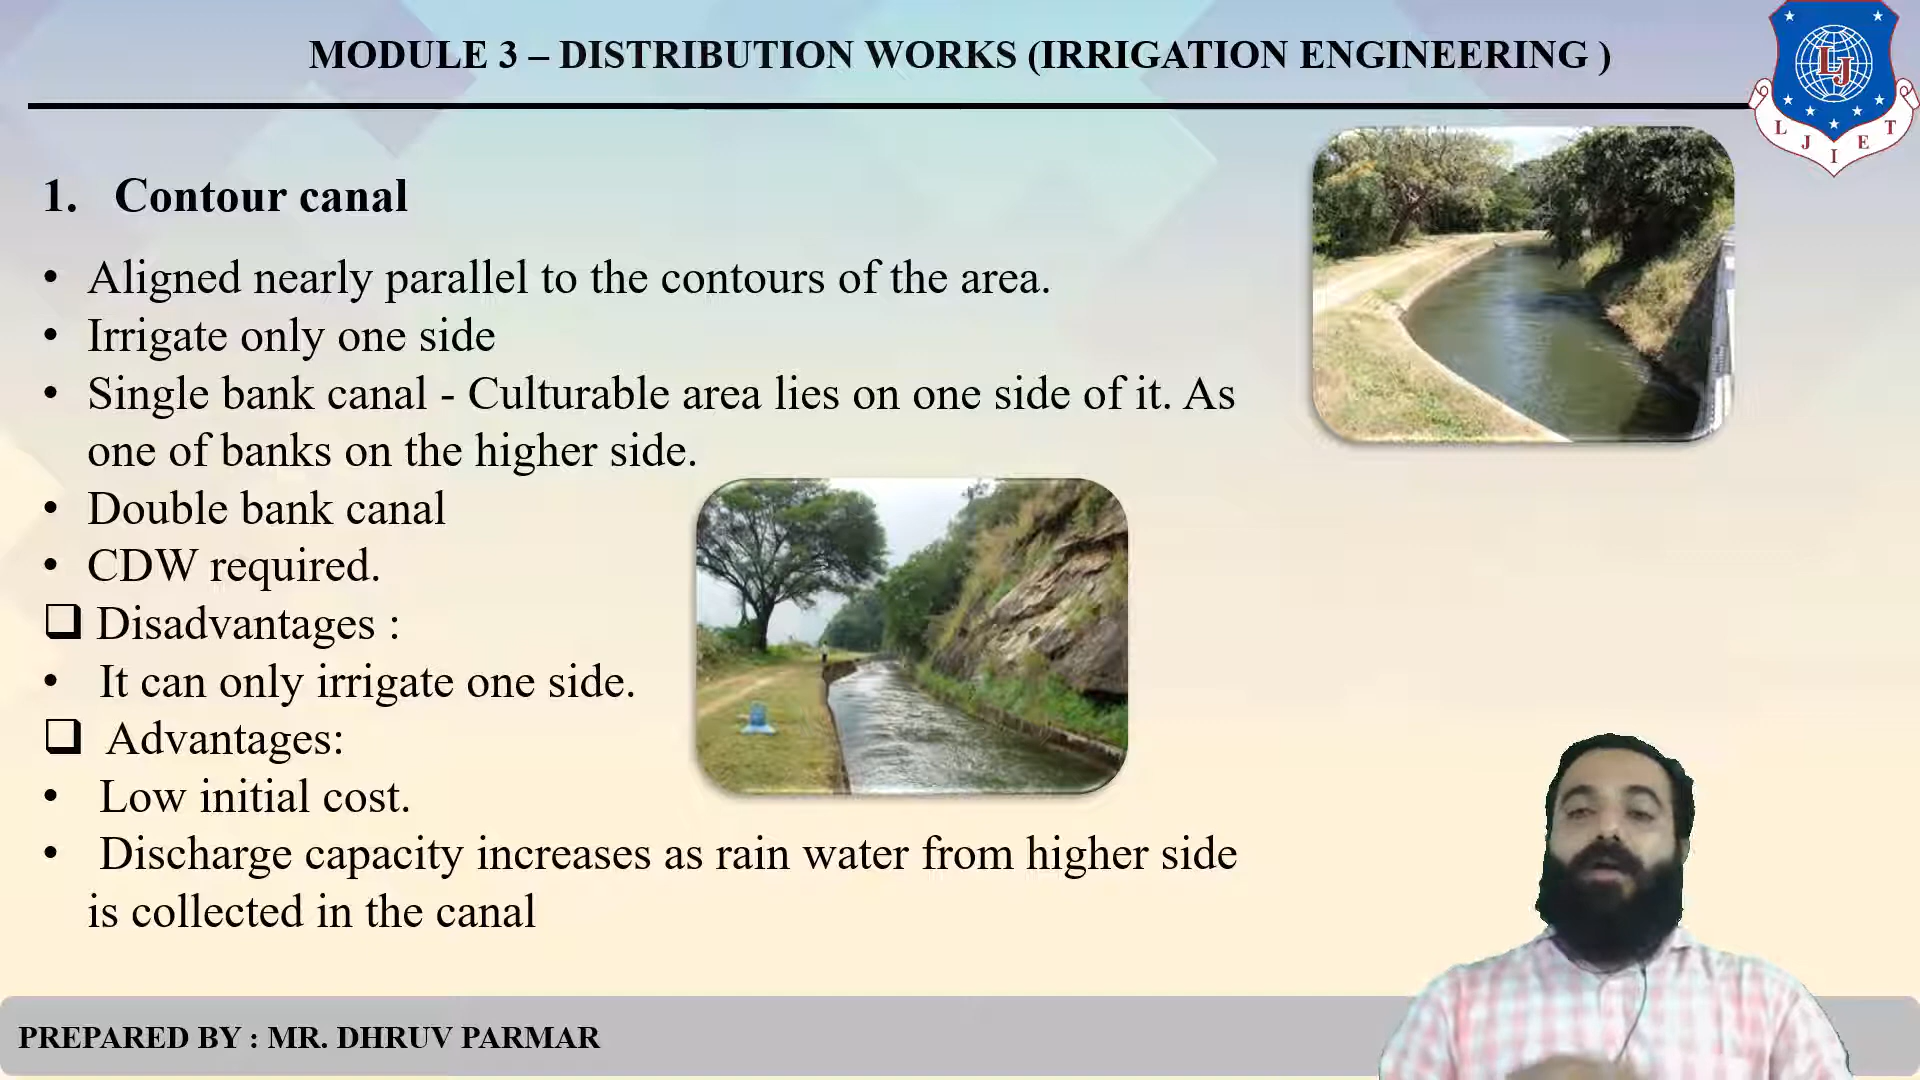 MODULE 3 – DISTRIBUTION WORKS (IRRIGATION ENGINEERING )
LJ
L J I E T
1. Contour canal
• Aligned nearly parallel to the contours of the area.
• Irrigate only one side
• Single bank canal - Culturable area lies on one side of it. As
one of banks on the higher side.
• Double bank canal
• CDW required.
❑ Disadvantages :
• It can only irrigate one side.
❑ Advantages:
• Low initial cost.
• Discharge capacity increases as rain water from higher side
is collected in the canal
PREPARED BY : MR. DHRUV PARMAR